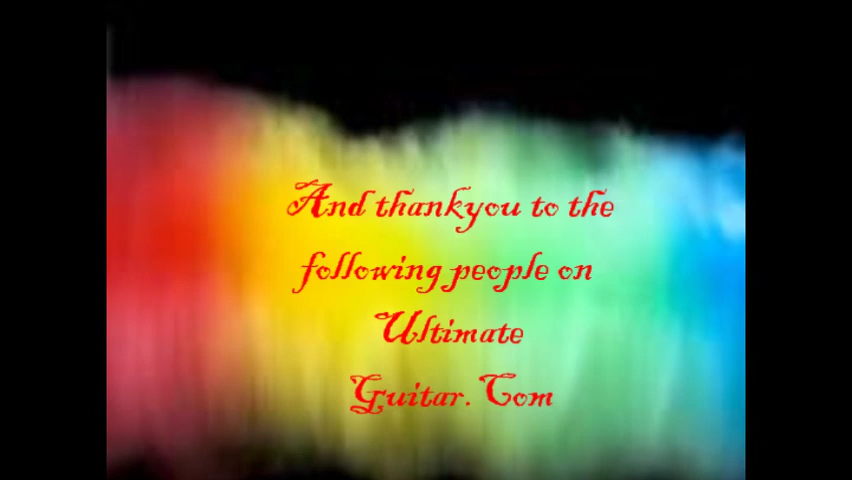 And thankyou to the
following people on
Ultimate
Guitar.Com